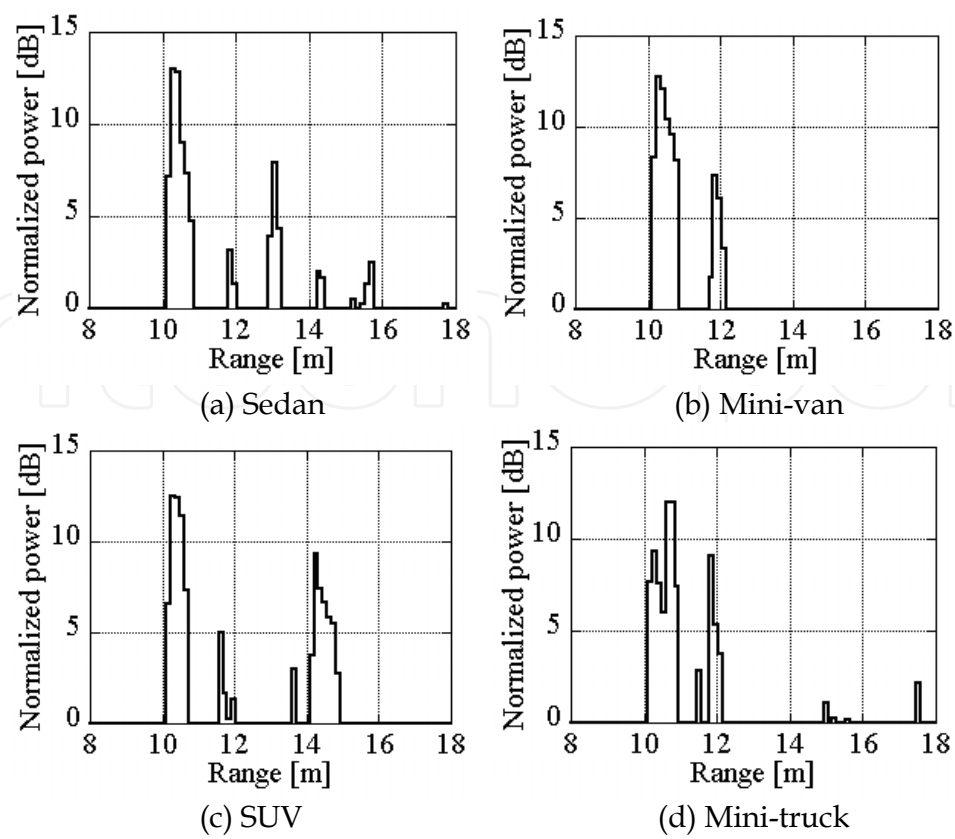 15
10
5
0
Normalized power [dB]
8 10 12 14 16 18
Range [m]
(a) Sedan
15
10
5
0
Normalized power [dB]
8 10 12 14 16 18
Range [m]
(b) Mini-van
15
10
5
0
Normalized power [dB]
8 10 12 14 16 18
Range [m]
(c) SUV
15
10
5
0
Normalized power [dB]
8 10 12 14 16 18
Range [m]
(d) Mini-truck